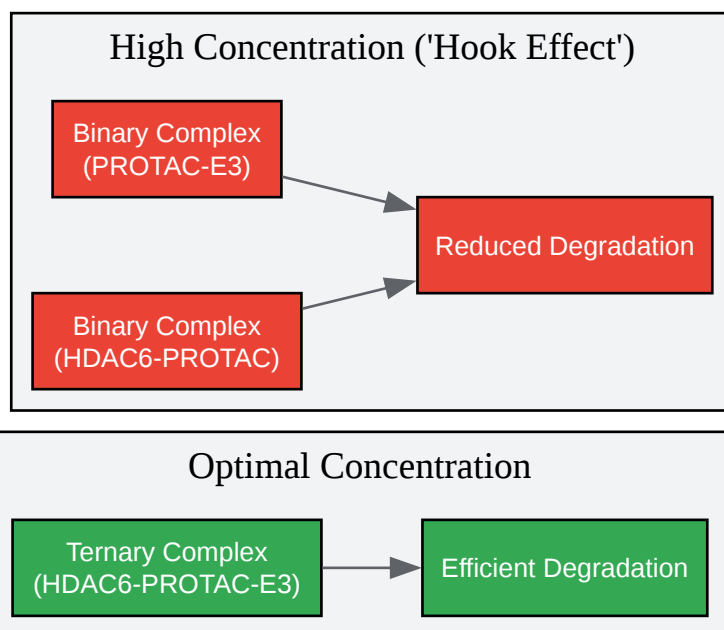 High Concentration ('Hook Effect')
Binary Complex
(PROTAC-E3)
Reduced Degradation
Binary Complex
(HDAC6-PROTAC)
Optimal Concentration
Ternary Complex
(HDAC6-PROTAC-E3)
Efficient Degradation